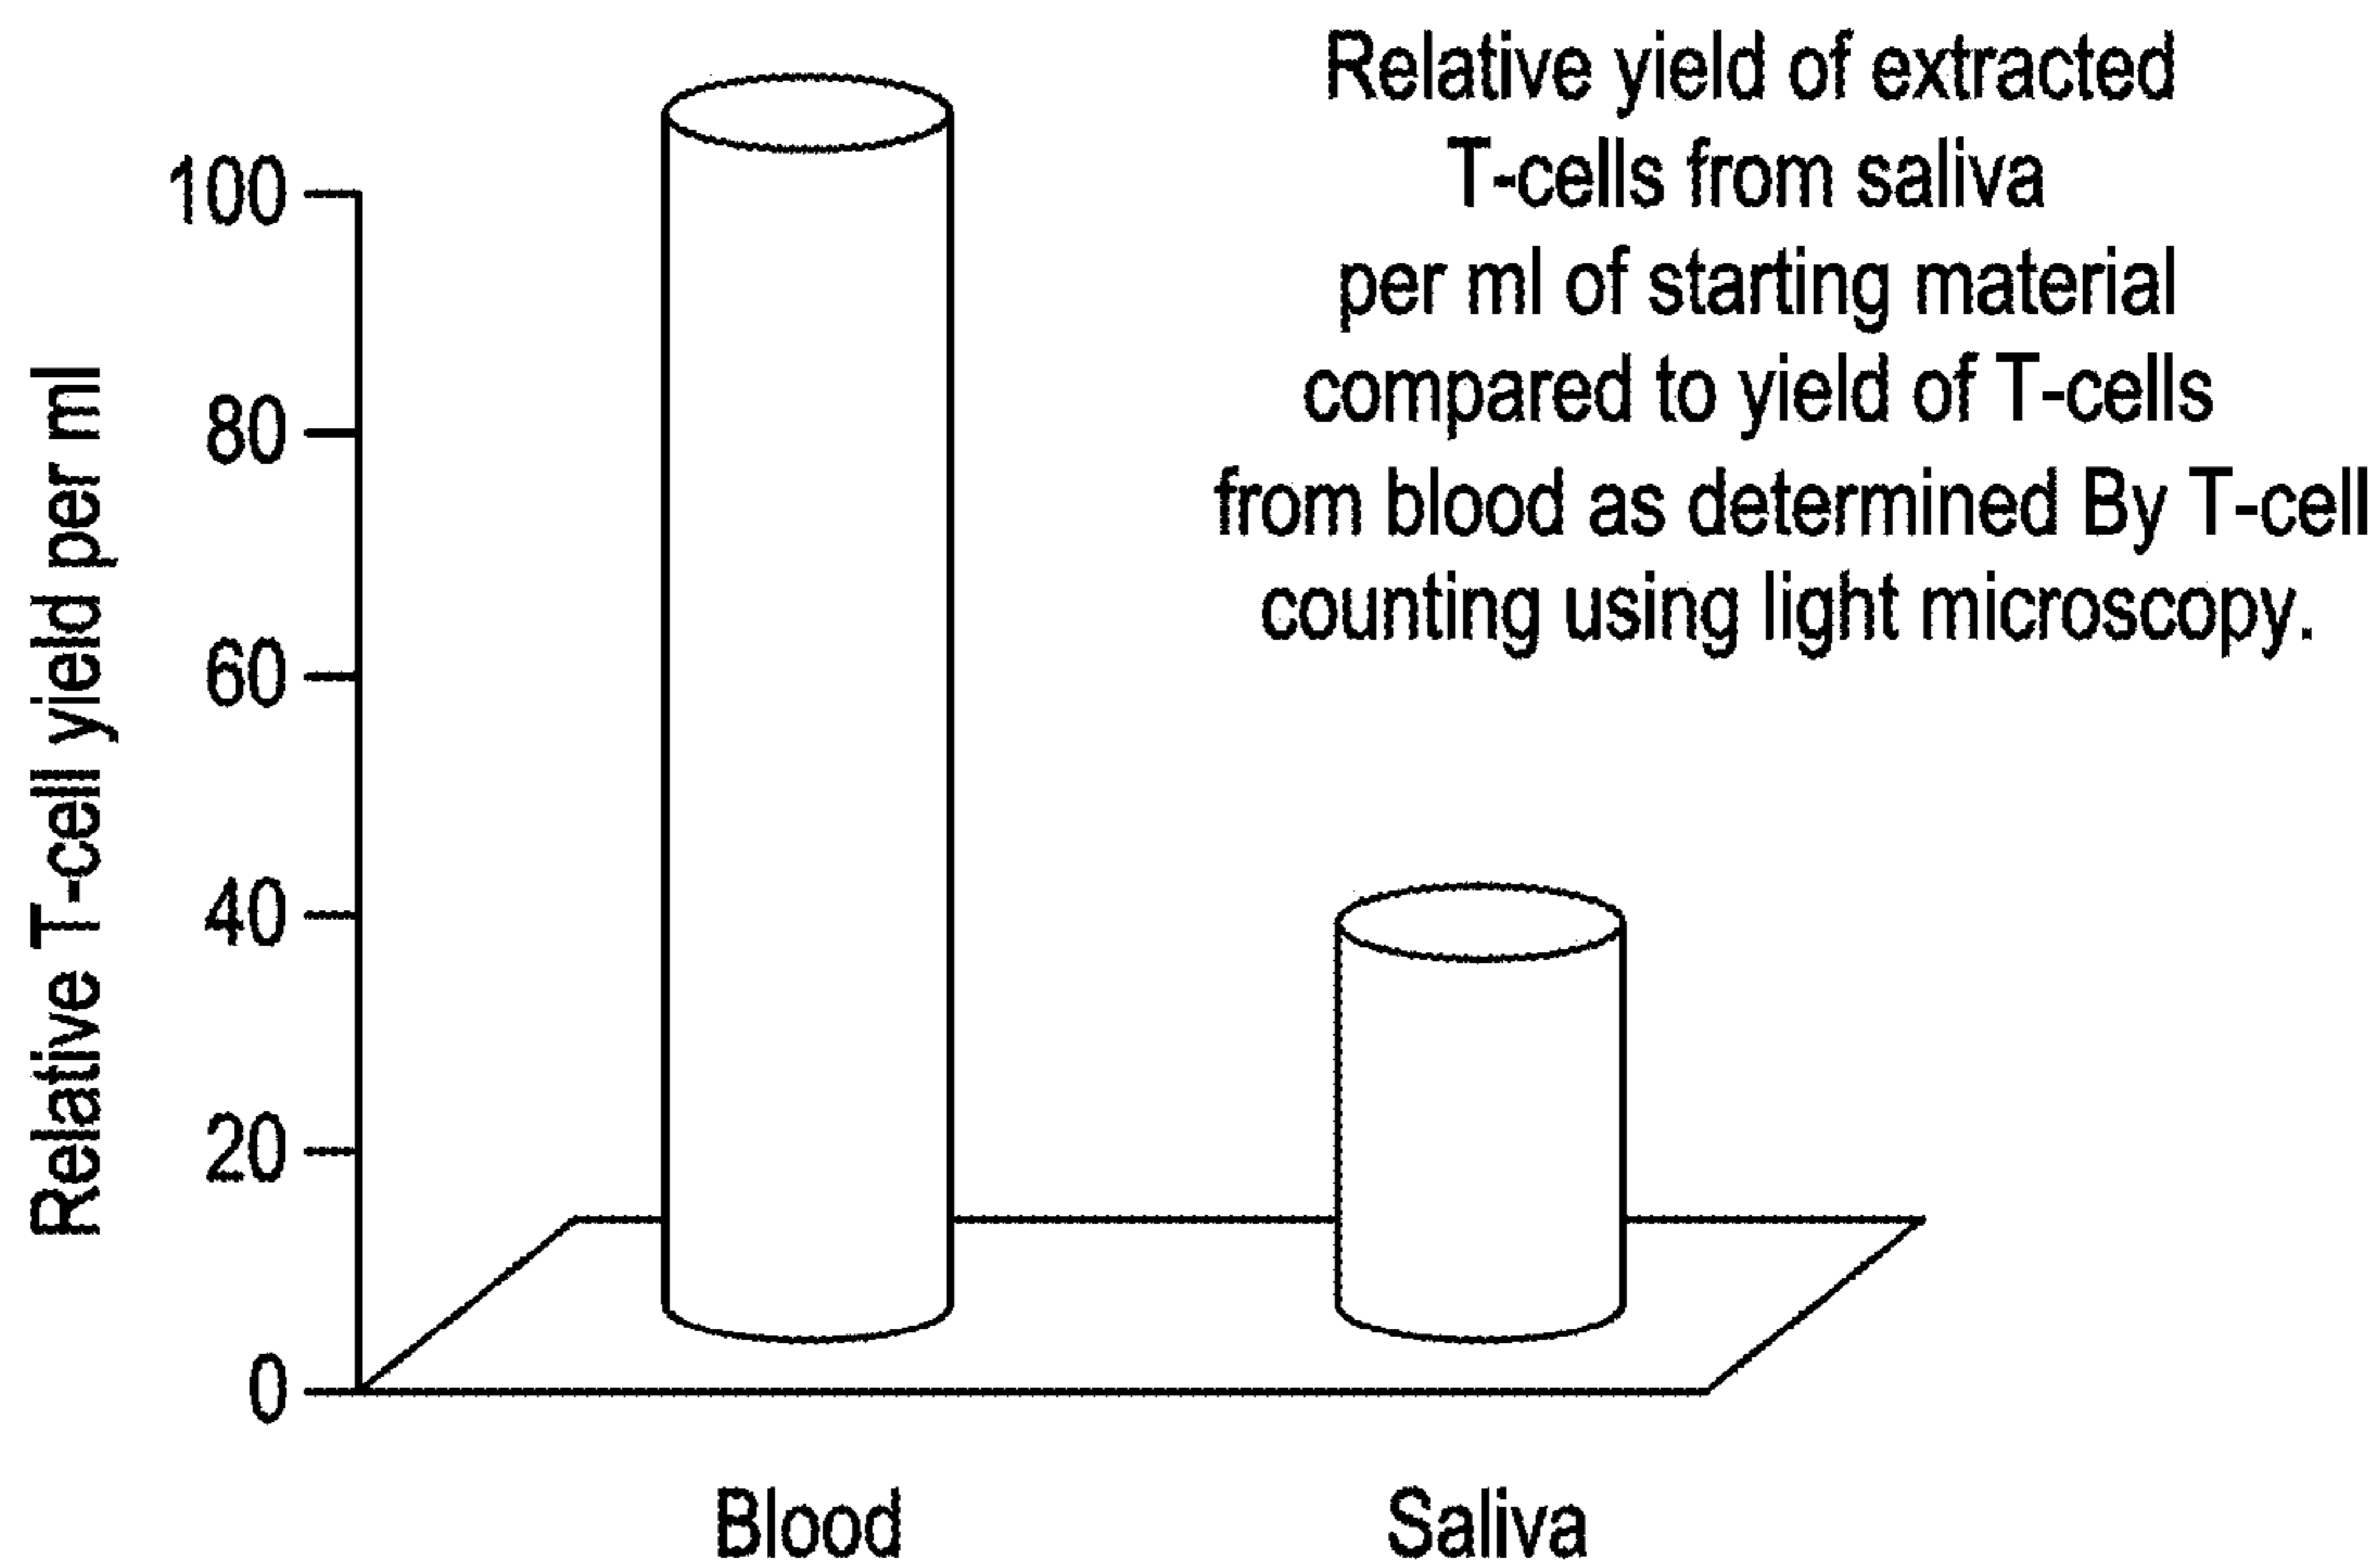 Relative yield of extracted
T-cells from saliva
per ml of starting material
compared to yield of T-cells
from blood as determined By T-cell
counting using light microscopy.
Relative T-cell yield per ml
100
80
60
40
20
0
Blood
Saliva